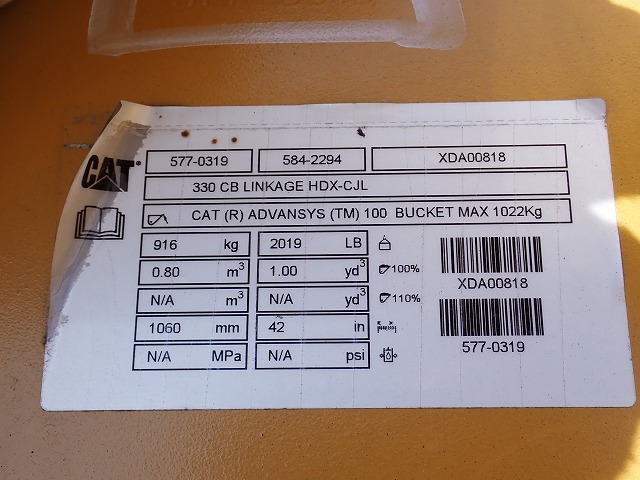 CAT
577-0319 584-2294 XDA00818
330 CB LINKAGE HDX-CJL
CAT (R) ADVANSYS (TM) 100 BUCKET MAX 1022Kg
916 kg 2019 LB
0.80 m³ 1.00 yd³ 100%
N/A m³ N/A yd³ 110%
1060 mm 42 in
N/A MPa N/A psi
XDA00818
577-0319